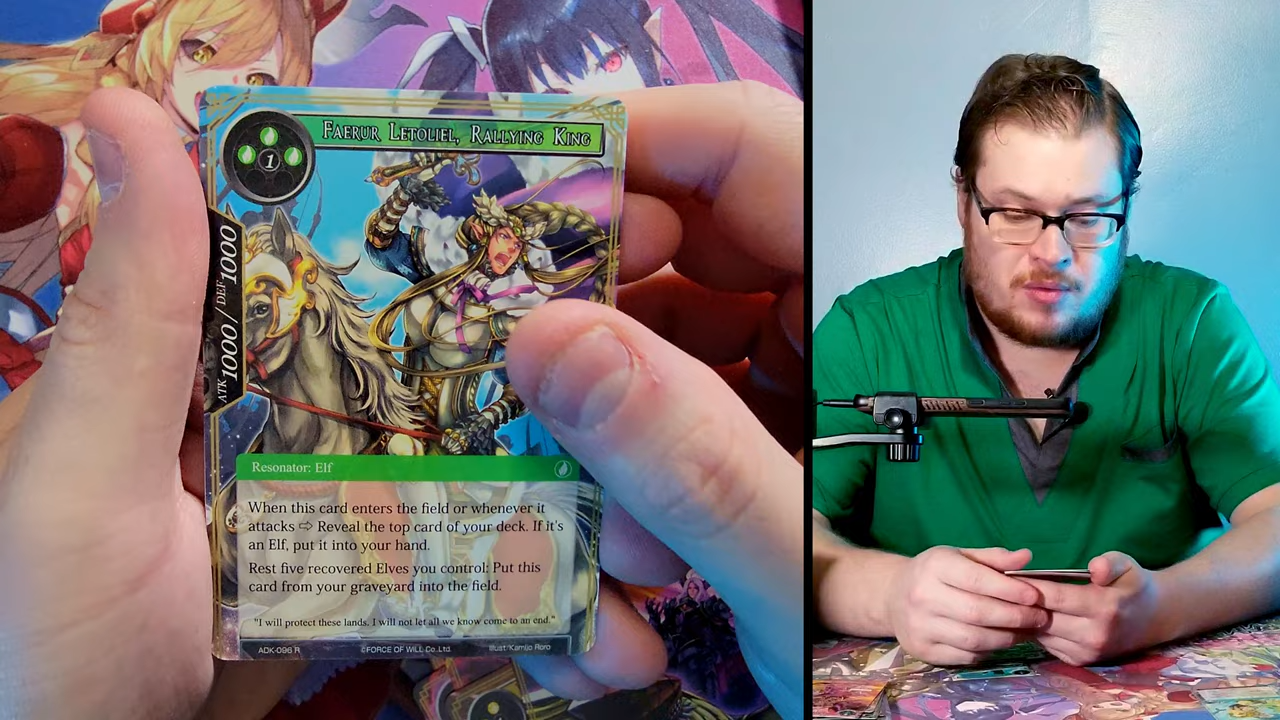 FAERUR LETOLIEL, RALLYING KING
1
ATK 1000 / DEF 1000
Resonator: Elf
When this card enters the field or whenever it
attacks ⇨ Reveal the top card of your deck. If it's
an Elf, put it into your hand.
Rest five recovered Elves you control: Put this
card from your graveyard into the field.
"I will protect these lands. I will not let all we know come to an end."
ADK-096 R ©FORCE OF WILL Co.,Ltd. Illust/Kamijo Roro